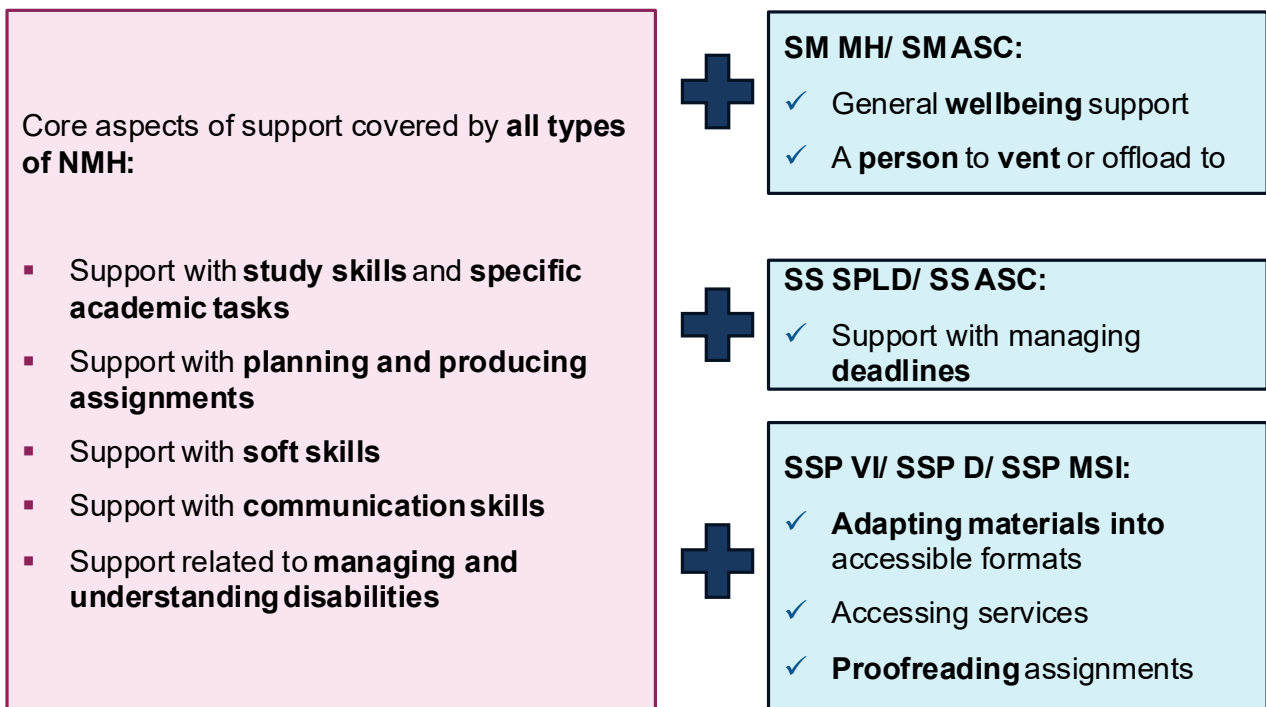 Core aspects of support covered by all types
of NMH:
▪ Support with study skills and specific
academic tasks
▪ Support with planning and producing
assignments
▪ Support with soft skills
▪ Support with communication skills
▪ Support related to managing and
understanding disabilities
SM MH/ SM ASC:
✓ General wellbeing support
✓ A person to vent or offload to
SS SPLD/ SS ASC:
✓ Support with managing
deadlines
SSP VI/ SSP D/ SSP MSI:
✓ Adapting materials into
accessible formats
✓ Accessing services
✓ Proofreading assignments